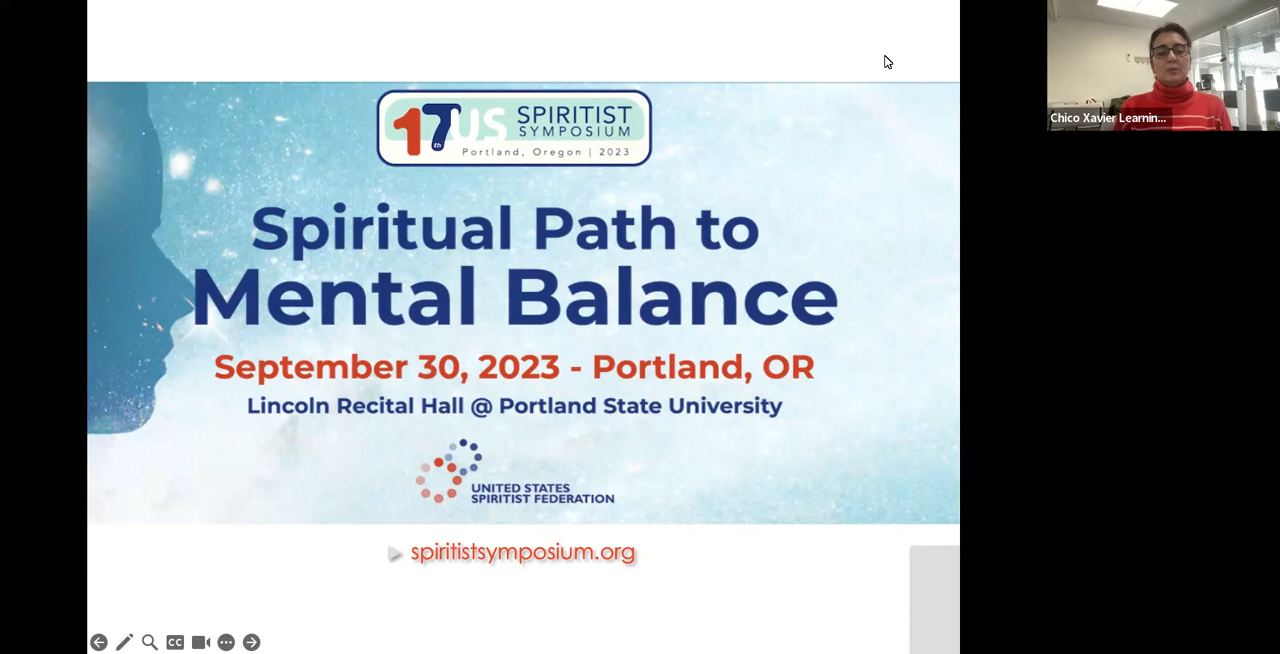 17th US SPIRITIST
SYMPOSIUM
Portland, Oregon | 2023
Spiritual Path to
Mental Balance
September 30, 2023 - Portland, OR
Lincoln Recital Hall @ Portland State University
UNITED STATES
SPIRITIST FEDERATION
spiritistsymposium.org
CC
Chico Xavier Learnin...